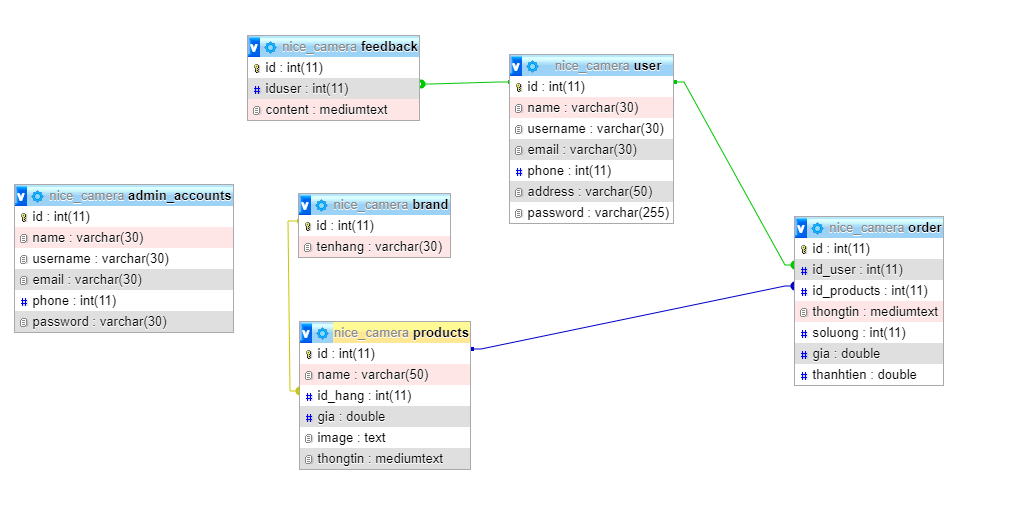 nice_camera feedback
id : int(11)
iduser : int(11)
content : mediumtext
nice_camera user
id : int(11)
name : varchar(30)
username : varchar(30)
email : varchar(30)
phone : int(11)
address : varchar(50)
password : varchar(255)
nice_camera admin_accounts
id : int(11)
name : varchar(30)
username : varchar(30)
email : varchar(30)
phone : int(11)
password : varchar(30)
nice_camera brand
id : int(11)
tenhang : varchar(30)
nice_camera order
id : int(11)
id_user : int(11)
id_products : int(11)
thongtin : mediumtext
soluong : int(11)
gia : double
thanhtien : double
nice_camera products
id : int(11)
name : varchar(50)
id_hang : int(11)
gia : double
image : text
thongtin : mediumtext